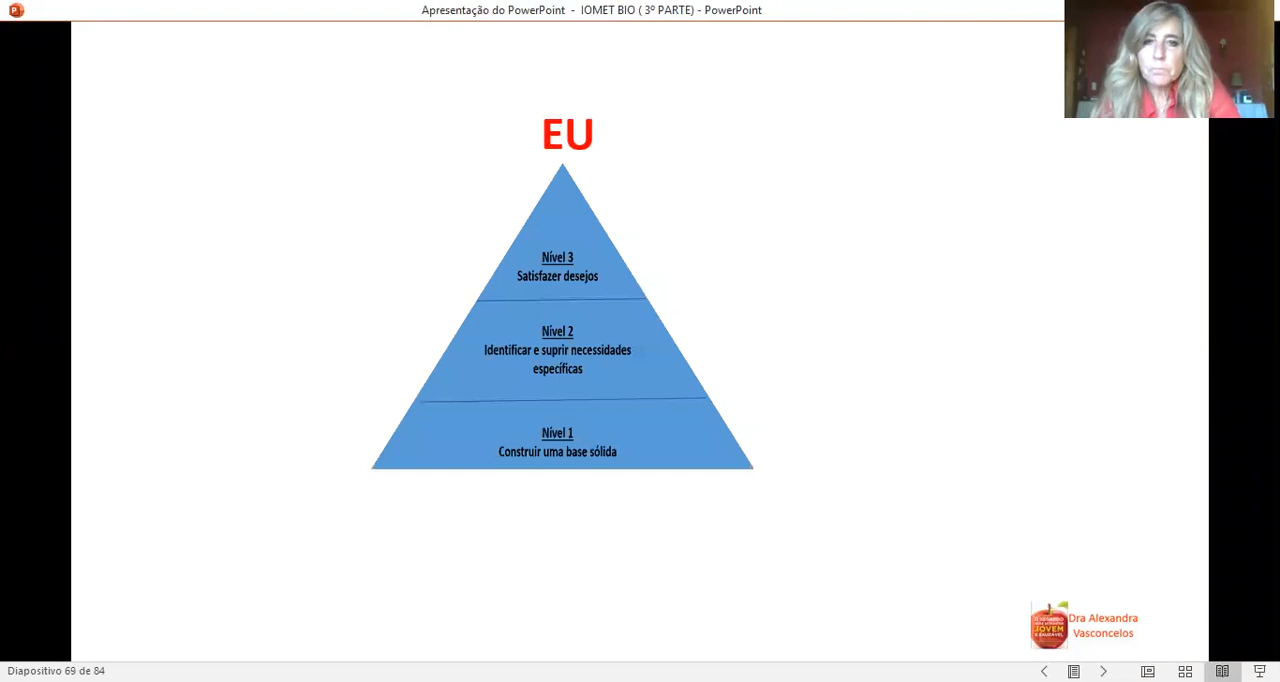 Apresentação do PowerPoint - IOMET BIO ( 3º PARTE) - PowerPoint
EU
Nível 3
Satisfazer desejos
Nível 2
Identificar e suprir necessidades
específicas
Nível 1
Construir uma base sólida
JOVEM
Dra Alexandra
Vasconcelos
Diapositivo 69 de 84